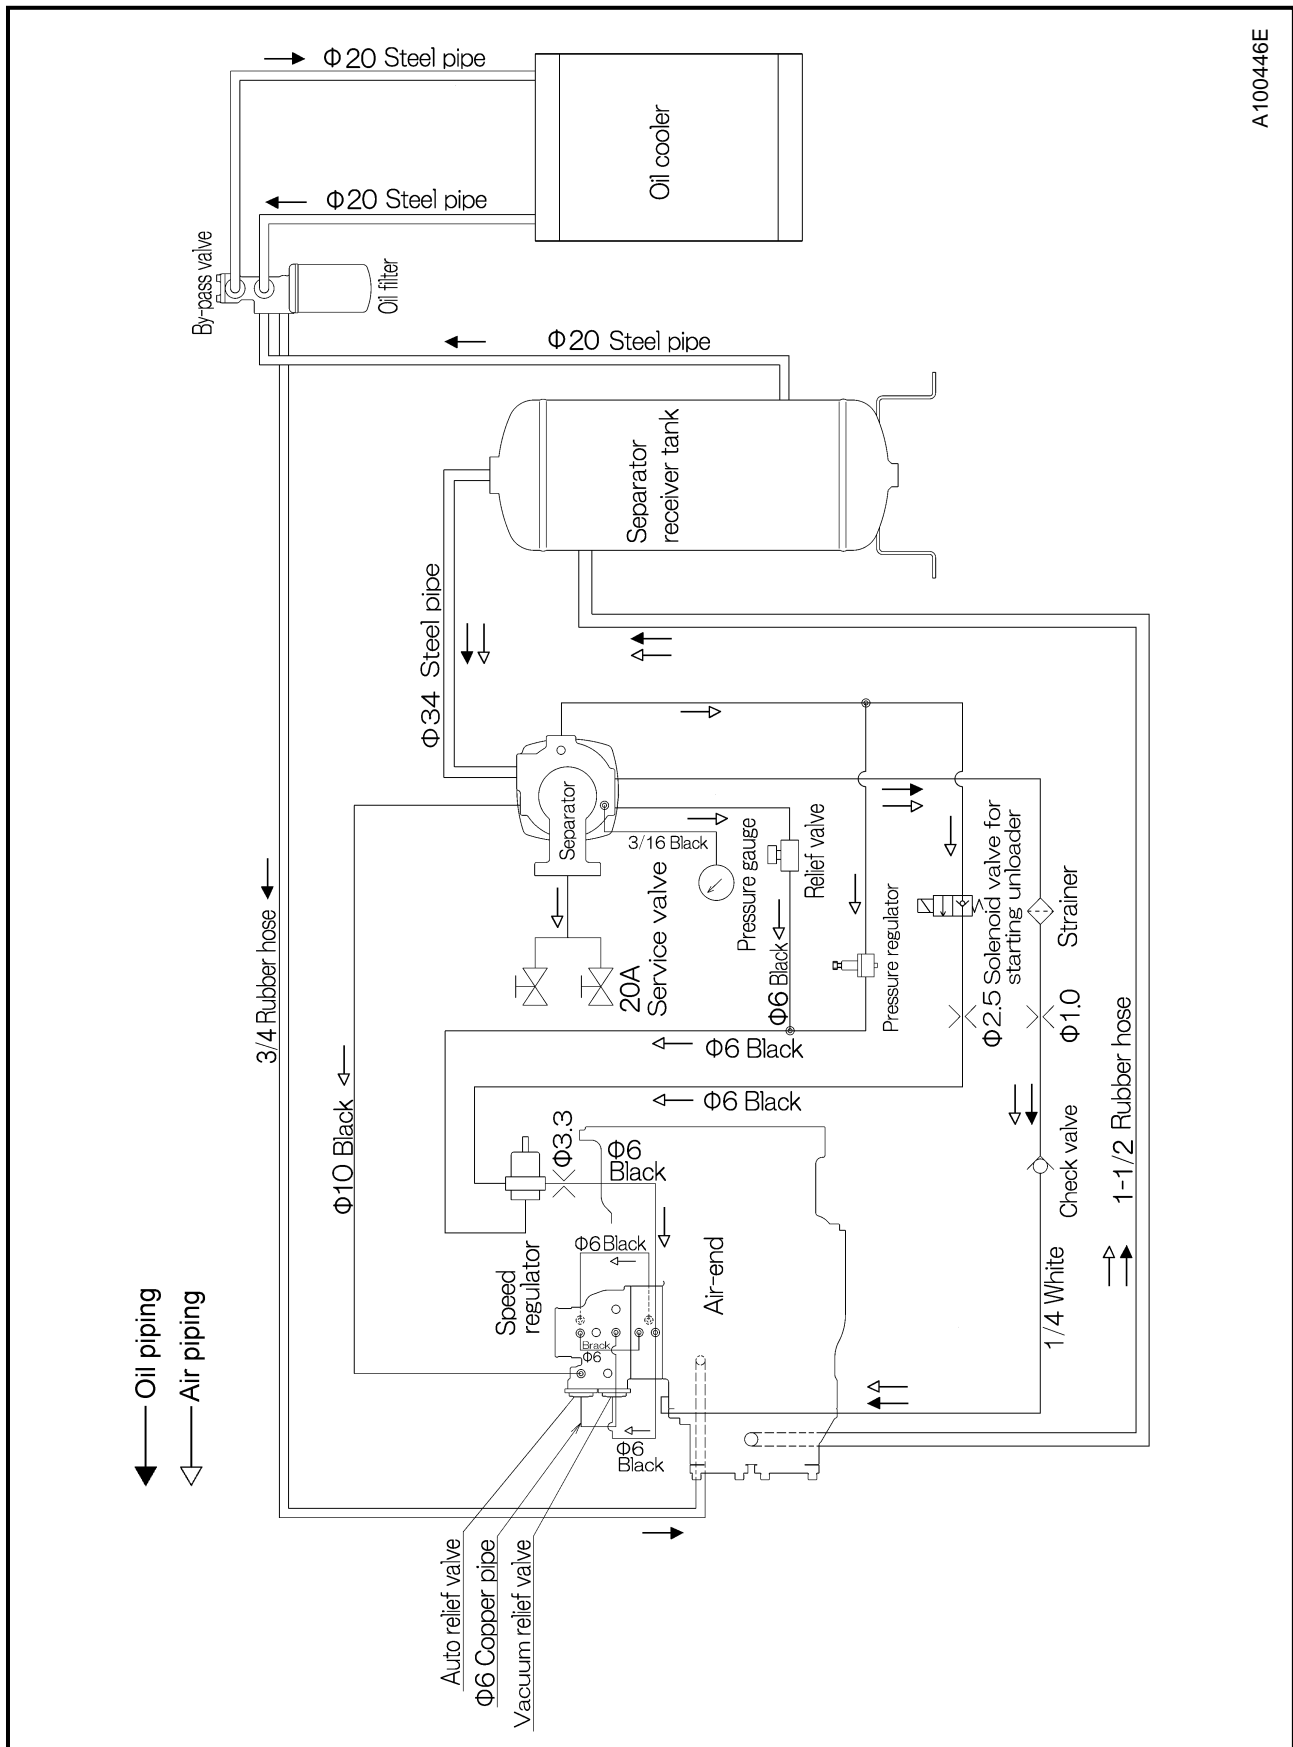 A100446E
Φ20 Steel pipe
Oil cooler
Φ20 Steel pipe
By-pass valve
Oil filter
Φ20 Steel pipe
Separator
receiver tank
Φ34 Steel pipe
Separator
3/16 Black
Pressure gauge
Relief valve
Service valve
20A
Φ6 Black
Pressure regulator
Φ2.5 Solenoid valve for
starting unloader
Strainer
Φ1.0
3/4 Rubber hose
Φ6 Black
Φ6 Black
Φ10 Black
Φ3.3
Φ6
Black
Check valve
1-1/2 Rubber hose
Speed
regulator
Φ6 Black
Air-end
1/4 White
Brack
Φ6
Φ6
Black
Oil piping
Air piping
Auto relief valve
Φ6 Copper pipe
Vacuum relief valve